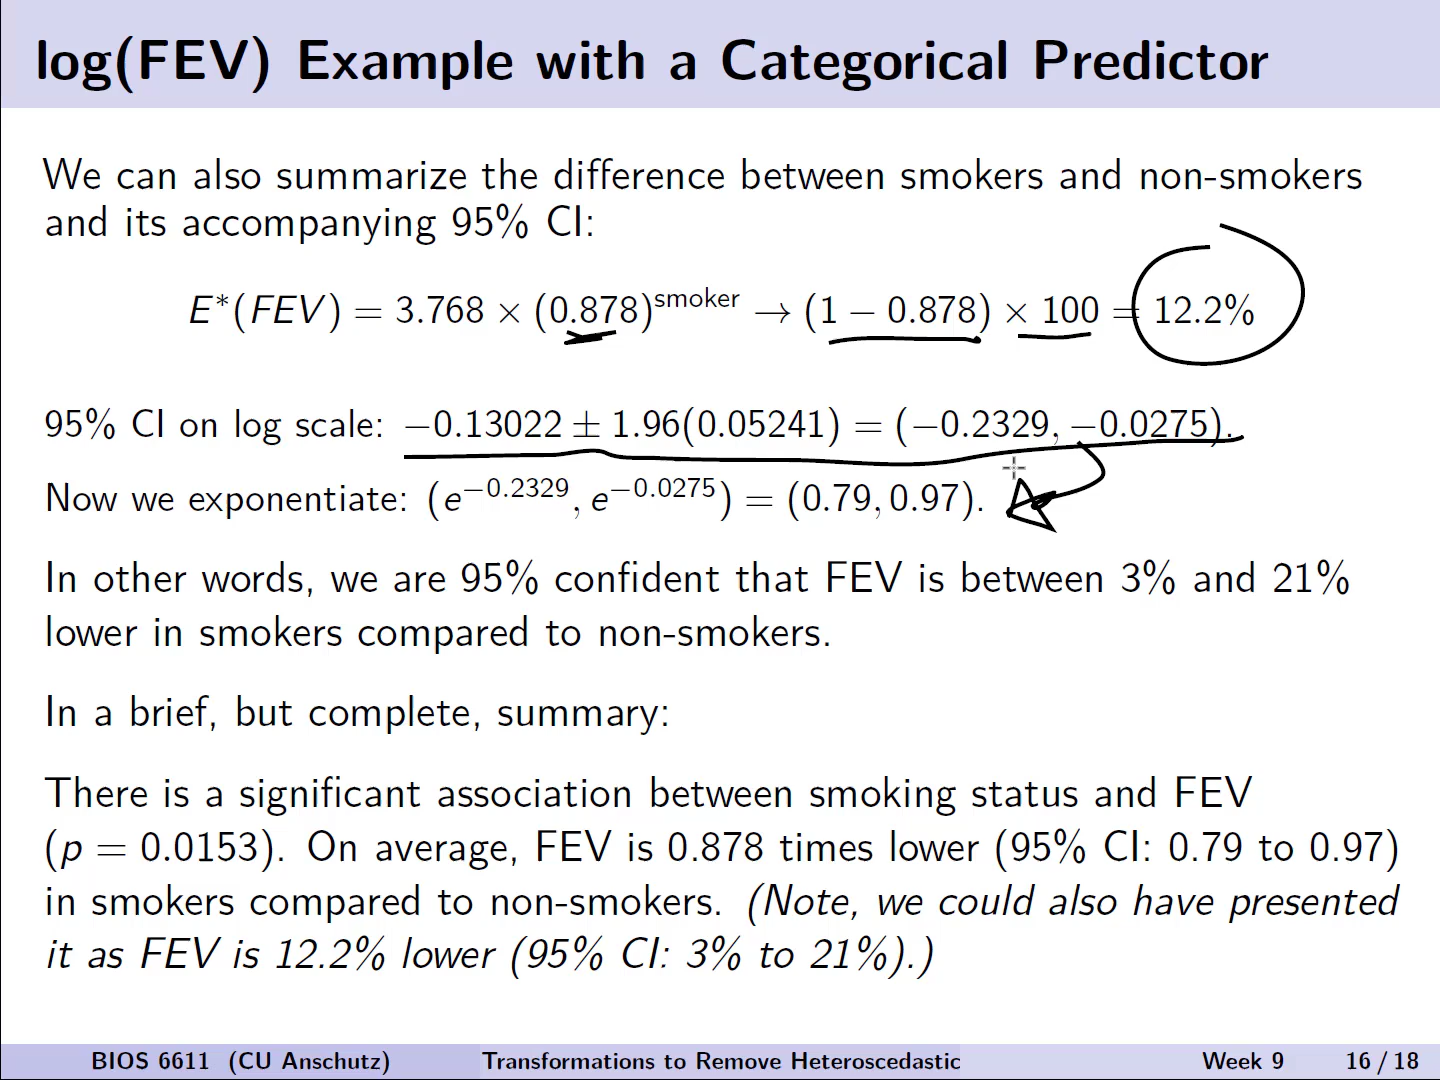 log(FEV) Example with a Categorical Predictor
We can also summarize the difference between smokers and non-smokers
and its accompanying 95% CI:
E*(FEV) = 3.768 × (0.878)^smoker → (1 − 0.878) × 100 = 12.2%
95% CI on log scale: −0.13022 ± 1.96(0.05241) = (−0.2329, −0.0275).
Now we exponentiate: (e^−0.2329, e^−0.0275) = (0.79, 0.97).
In other words, we are 95% confident that FEV is between 3% and 21%
lower in smokers compared to non-smokers.
In a brief, but complete, summary:
There is a significant association between smoking status and FEV
(p = 0.0153). On average, FEV is 0.878 times lower (95% CI: 0.79 to 0.97)
in smokers compared to non-smokers. (Note, we could also have presented
it as FEV is 12.2% lower (95% CI: 3% to 21%).)
BIOS 6611 (CU Anschutz) Transformations to Remove Heteroscedastic Week 9 16 / 18